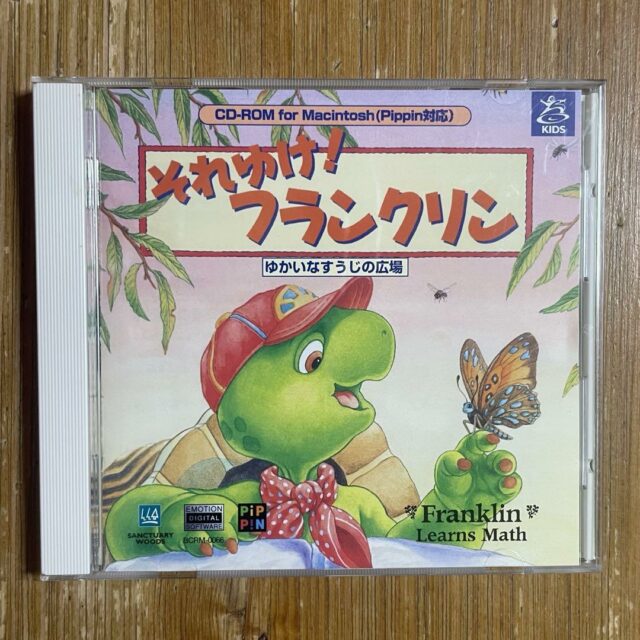 CD-ROM for Macintosh(Pippin対応)
KIDS
それゆけ!
フランクリン
ゆかいなすうじの広場
SANCTUARY
WOODS
EMOTION
DIGITAL
SOFTWARE
BCRM-0066
PiP
P!N
Franklin
Learns Math